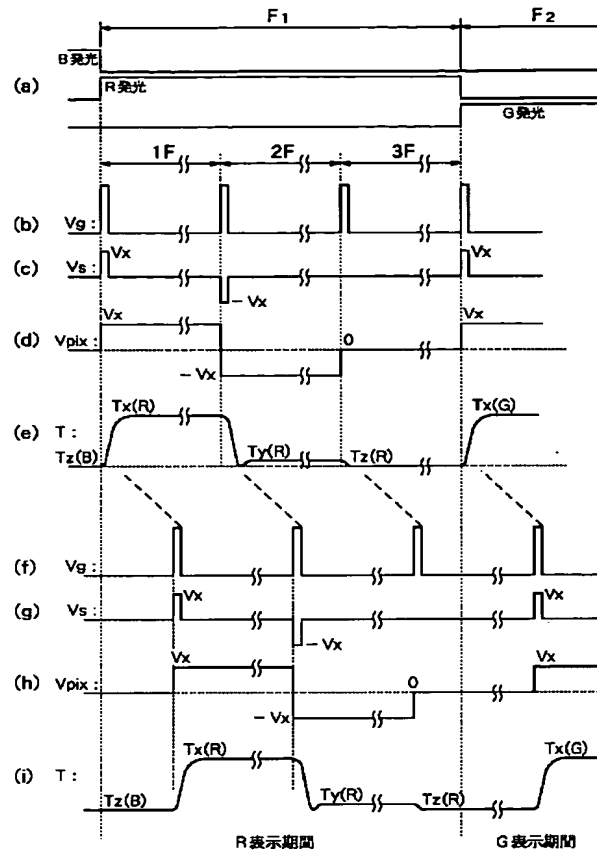 F1 F2
B発光
(a) R発光
G発光
1F 2F 3F
(b) Vg :
(c) Vs : Vx -Vx Vx
(d) Vpix : Vx -Vx 0 Vx
(e) T : Tz(B) Tx(R) Ty(R) Tz(R) Tx(G)
(f) Vg :
(g) Vs : Vx -Vx Vx
(h) Vpix : Vx -Vx 0 Vx
(i) T : Tz(B) Tx(R) Ty(R) Tz(R) Tx(G)
R表示期間 G表示期間